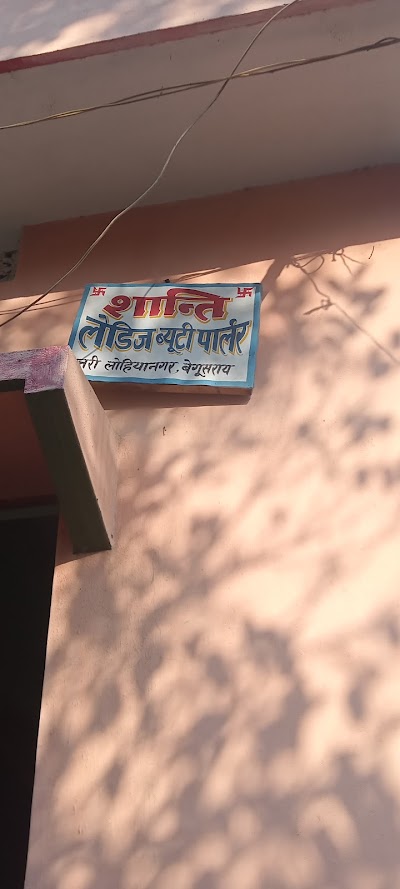 शान्ति
लेडिज ब्यूटी पार्लर
लोहियानगर, बेगूसराय